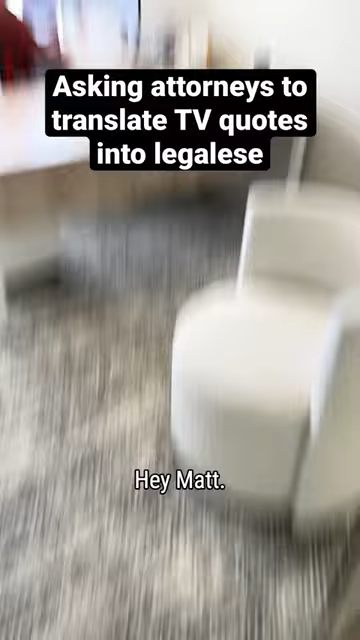 Asking attorneys to
translate TV quotes
into legalese
Hey Matt.